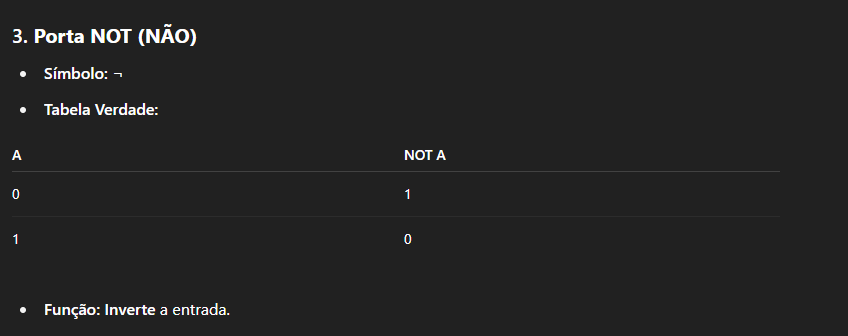 3. Porta NOT (NÃO)
• Símbolo: ¬
• Tabela Verdade:
A NOT A
0 1
1 0
• Função: Inverte a entrada.